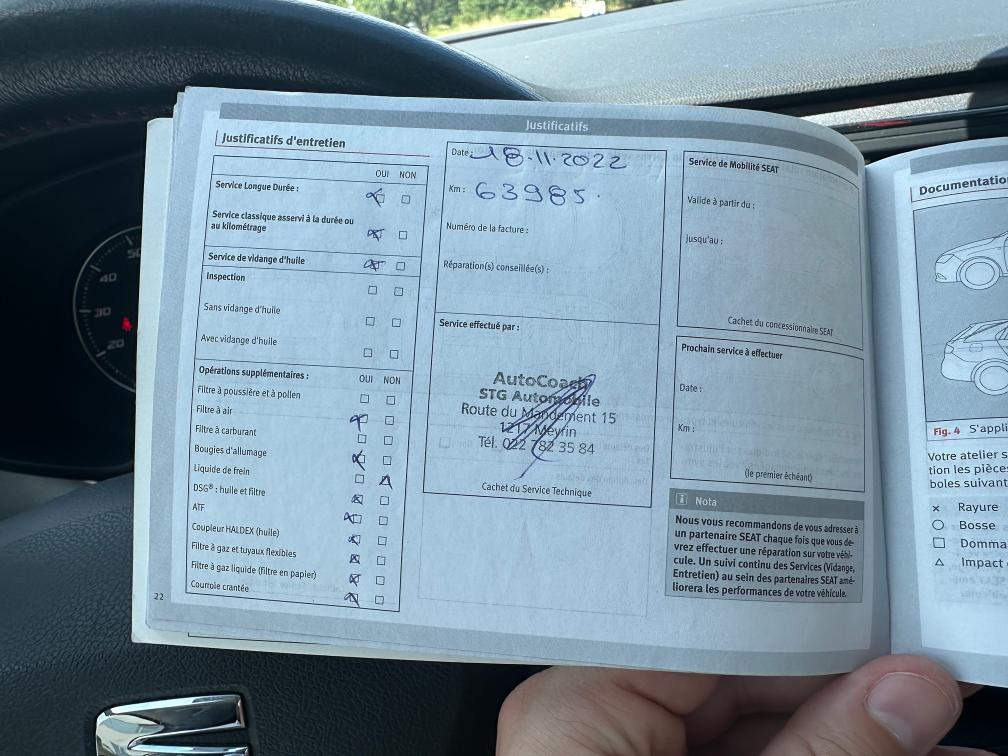 Justificatifs
Justificatifs d'entretien
OUI NON
Service Longue Durée :
Service classique asservi à la durée ou
au kilométrage
Service de vidange d'huile
Inspection
Sans vidange d'huile
Avec vidange d'huile
Opérations supplémentaires :
OUI NON
Filtre à poussière et à pollen
Filtre à air
Filtre à carburant
Bougies d'allumage
Liquide de frein
DSG® : huile et filtre
ATF
Coupleur HALDEX (huile)
Filtre à gaz et tuyaux flexibles
Filtre à gaz liquide (filtre en papier)
Courroie crantée
22
Date : 18.11.2022
Km : 63985.
Numéro de la facture :
Réparation(s) conseillée(s) :
Service effectué par :
AutoCoach
STG Automobile
Route du Mandement 15
1217 Meyrin
Tél. 022 782 35 84
Cachet du Service Technique
Service de Mobilité SEAT
Valide à partir du :
Jusqu'au :
Cachet du concessionnaire SEAT
Prochain service à effectuer
Date :
Km :
(le premier échéant)
i Nota
Nous vous recommandons de vous adresser à
un partenaire SEAT chaque fois que vous de-
vrez effectuer une réparation sur votre véhi-
cule. Un suivi continu des Services (Vidange,
Entretien) au sein des partenaires SEAT amé-
liorera les performances de votre véhicule.
Documentation
Fig. 4 S'appli
Votre atelier s
tion les pièces
boles suivant
× Rayure
○ Bosse
□ Domma
△ Impact
50
40
30
20